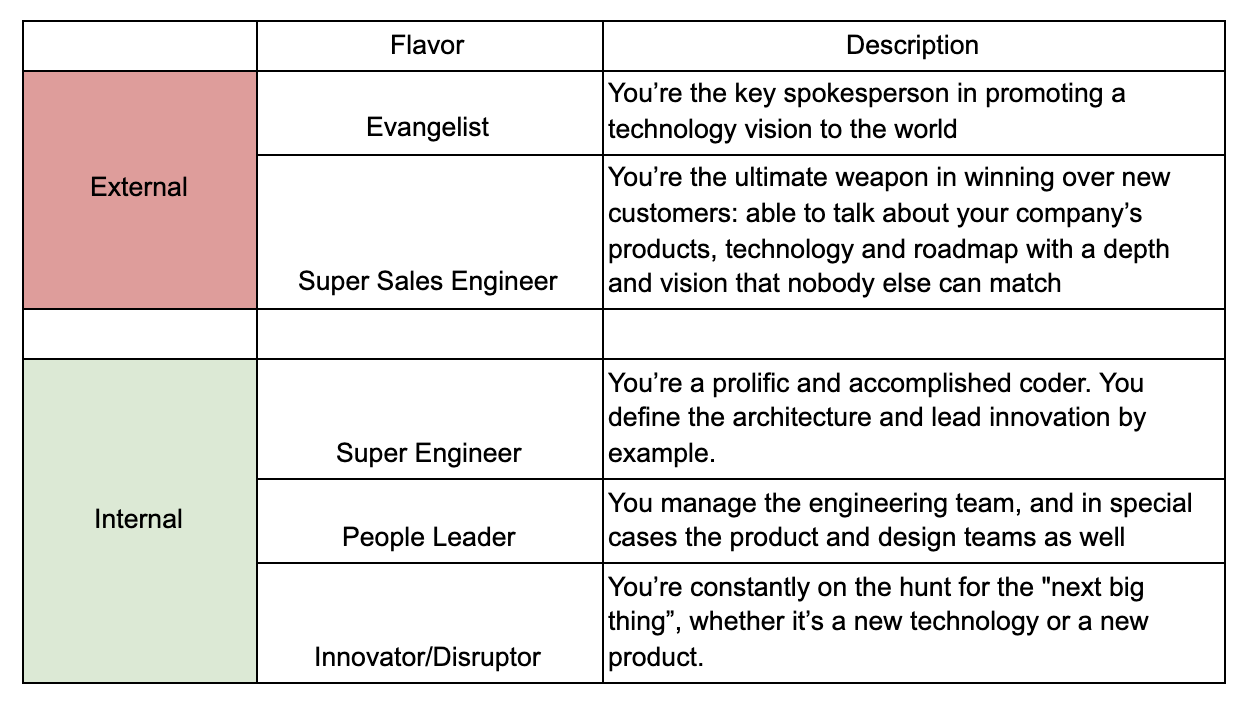 Flavor
Description
External
Evangelist
You’re the key spokesperson in promoting a
technology vision to the world
Super Sales Engineer
You’re the ultimate weapon in winning over new
customers: able to talk about your company’s
products, technology and roadmap with a depth
and vision that nobody else can match
Internal
Super Engineer
You’re a prolific and accomplished coder. You
define the architecture and lead innovation by
example.
People Leader
You manage the engineering team, and in special
cases the product and design teams as well
Innovator/Disruptor
You’re constantly on the hunt for the "next big
thing”, whether it’s a new technology or a new
product.